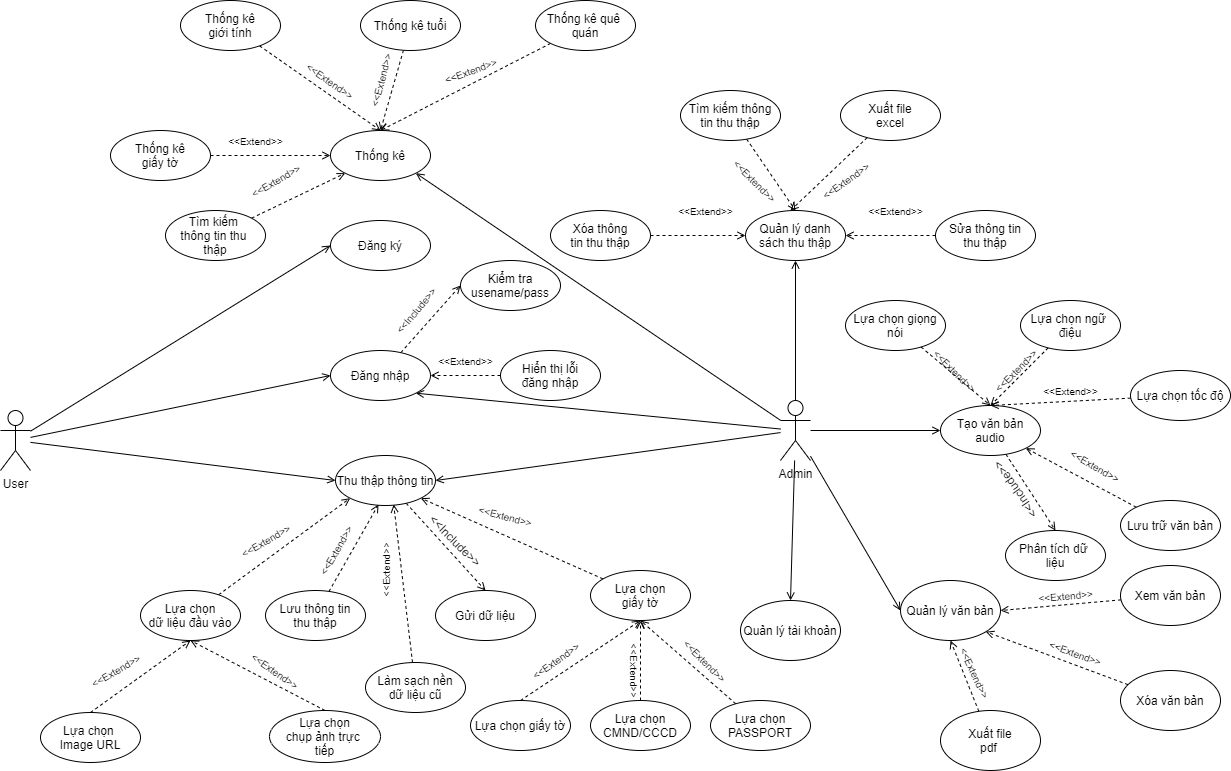 Thống kê
giới tính
Thống kê tuổi
Thống kê quê
quán
<<Extend>>
<<Extend>>
<<Extend>>
Thống kê
giấy tờ
<<Extend>>
Thống kê
<<Extend>>
Tìm kiếm
thông tin thu
thập
Tìm kiếm thông
tin thu thập
Xuất file
excel
<<Extend>>
<<Extend>>
Xóa thông
tin thu thập
<<Extend>>
Quản lý danh
sách thu thập
<<Extend>>
Sửa thông tin
thu thập
Đăng ký
Kiểm tra
usename/pass
<<Include>>
Đăng nhập
<<Extend>>
Hiển thị lỗi
đăng nhập
Lựa chọn giọng
nói
Lựa chọn ngữ
điệu
<<Extend>>
<<Extend>>
<<Extend>>
Lựa chọn tốc độ
Tạo văn bản
audio
User
Admin
Thu thập thông tin
<<Include>>
<<Extend>>
Lưu trữ văn bản
Phân tích dữ
liệu
<<Extend>>
<<Extend>>
<<Extend>>
<<Include>>
<<Extend>>
Lựa chọn
dữ liệu đầu vào
Lưu thông tin
thu thập
Gửi dữ liệu
Lựa chọn
giấy tờ
Quản lý tài khoản
Quản lý văn bản
<<Extend>>
Xem văn bản
<<Extend>>
<<Extend>>
Làm sạch nền
dữ liệu cũ
<<Extend>>
<<Extend>>
<<Extend>>
<<Extend>>
<<Extend>>
Xóa văn bản
Lựa chọn
Image URL
Lựa chọn
chụp ảnh trực
tiếp
Lựa chọn giấy tờ
Lựa chọn
CMND/CCCD
Lựa chọn
PASSPORT
Xuất file
pdf